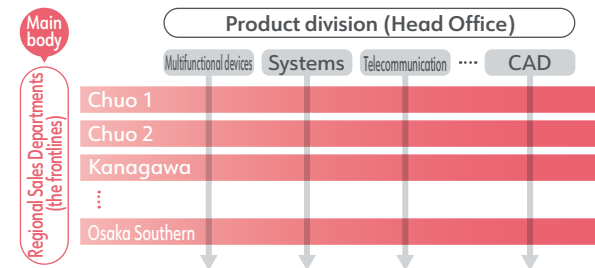 Main
body
Product division (Head Office)
Multifunctional devices Systems Telecommunication ···· CAD
Regional Sales Departments
(the frontlines)
Chuo 1
Chuo 2
Kanagawa
⋮
Osaka Southern